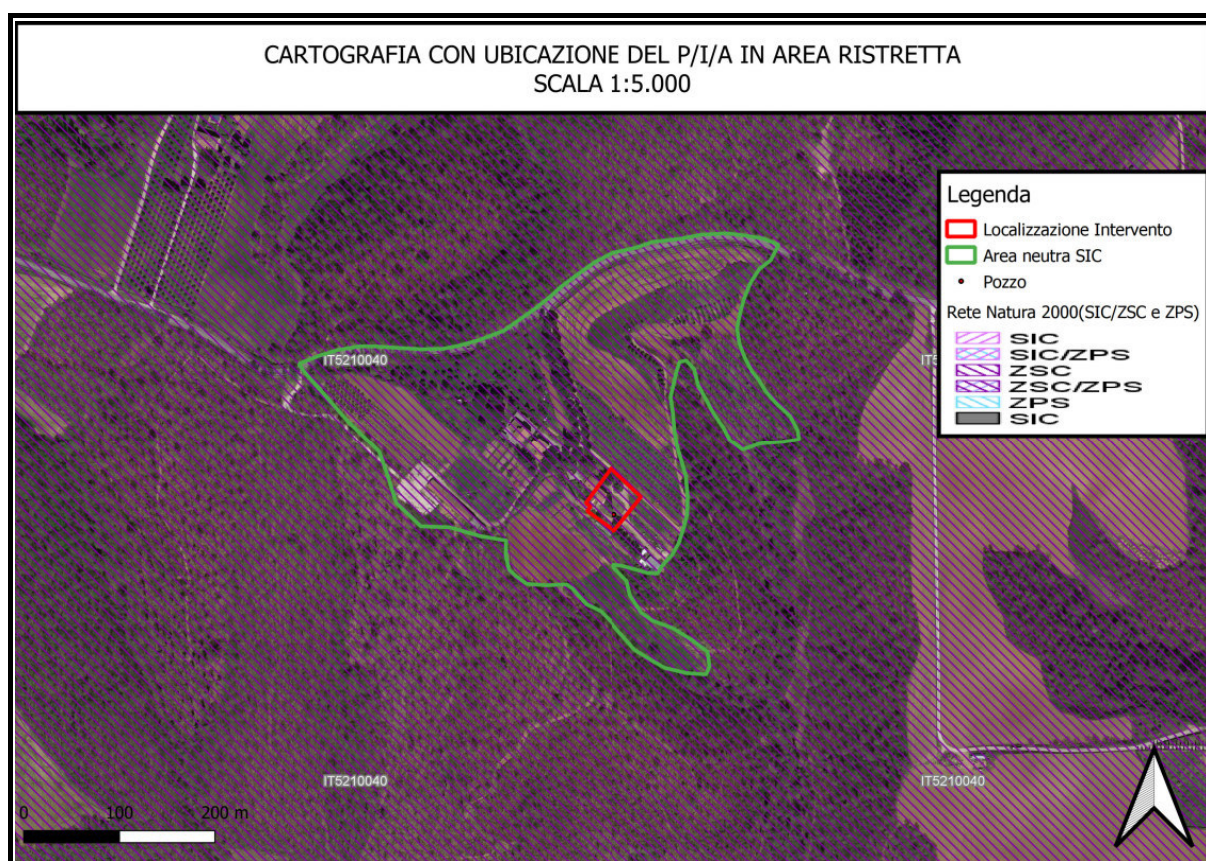 CARTOGRAFIA CON UBICAZIONE DEL P/I/A IN AREA RISTRETTA
SCALA 1:5.000
Legenda
Localizzazione Intervento
Area neutra SIC
Pozzo
Rete Natura 2000(SIC/ZSC e ZPS)
SIC
SIC/ZPS
ZSC
ZSC/ZPS
ZPS
SIC
IT5210040
IT5210040
IT5210040
0 100 200 m